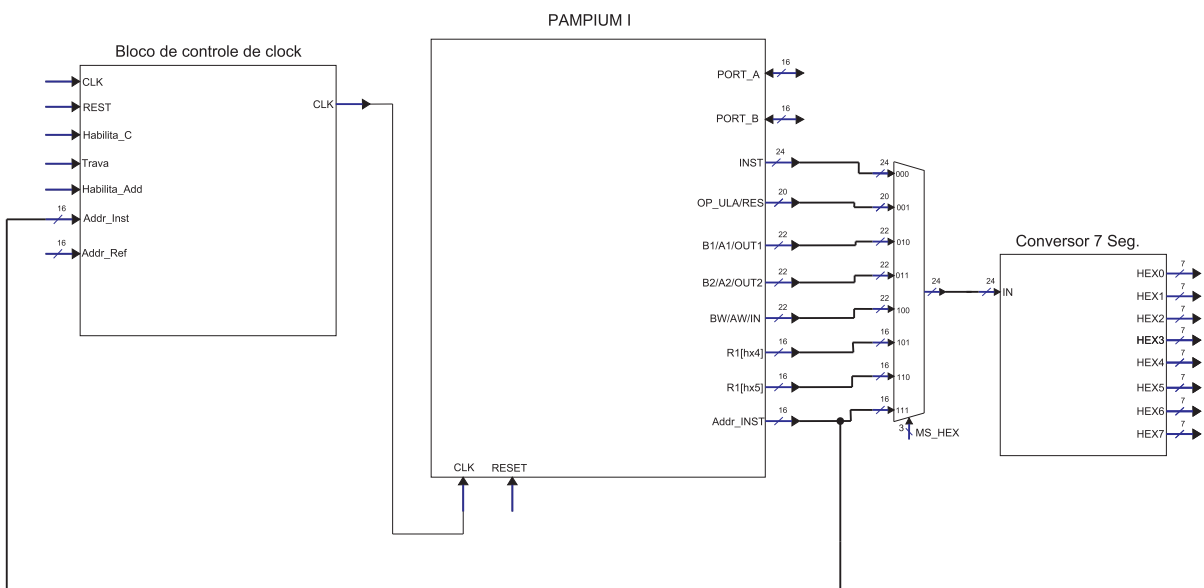 PAMPIUM I
Bloco de controle de clock
CLK
REST
Habilita_C
Trava
Habilita_Add
16
Addr_Inst
16
Addr_Ref
CLK
PORT_A
16
PORT_B
16
INST
24
OP_ULA/RES
20
B1/A1/OUT1
22
B2/A2/OUT2
22
BW/AW/IN
22
R1[hx4]
16
R1[hx5]
16
Addr_INST
16
CLK
RESET
24
000
20
001
22
010
22
011
22
100
16
101
16
110
16
111
3
MS_HEX
24
24
Conversor 7 Seg.
IN
HEX0
7
HEX1
7
HEX2
7
HEX3
7
HEX4
7
HEX5
7
HEX6
7
HEX7
7